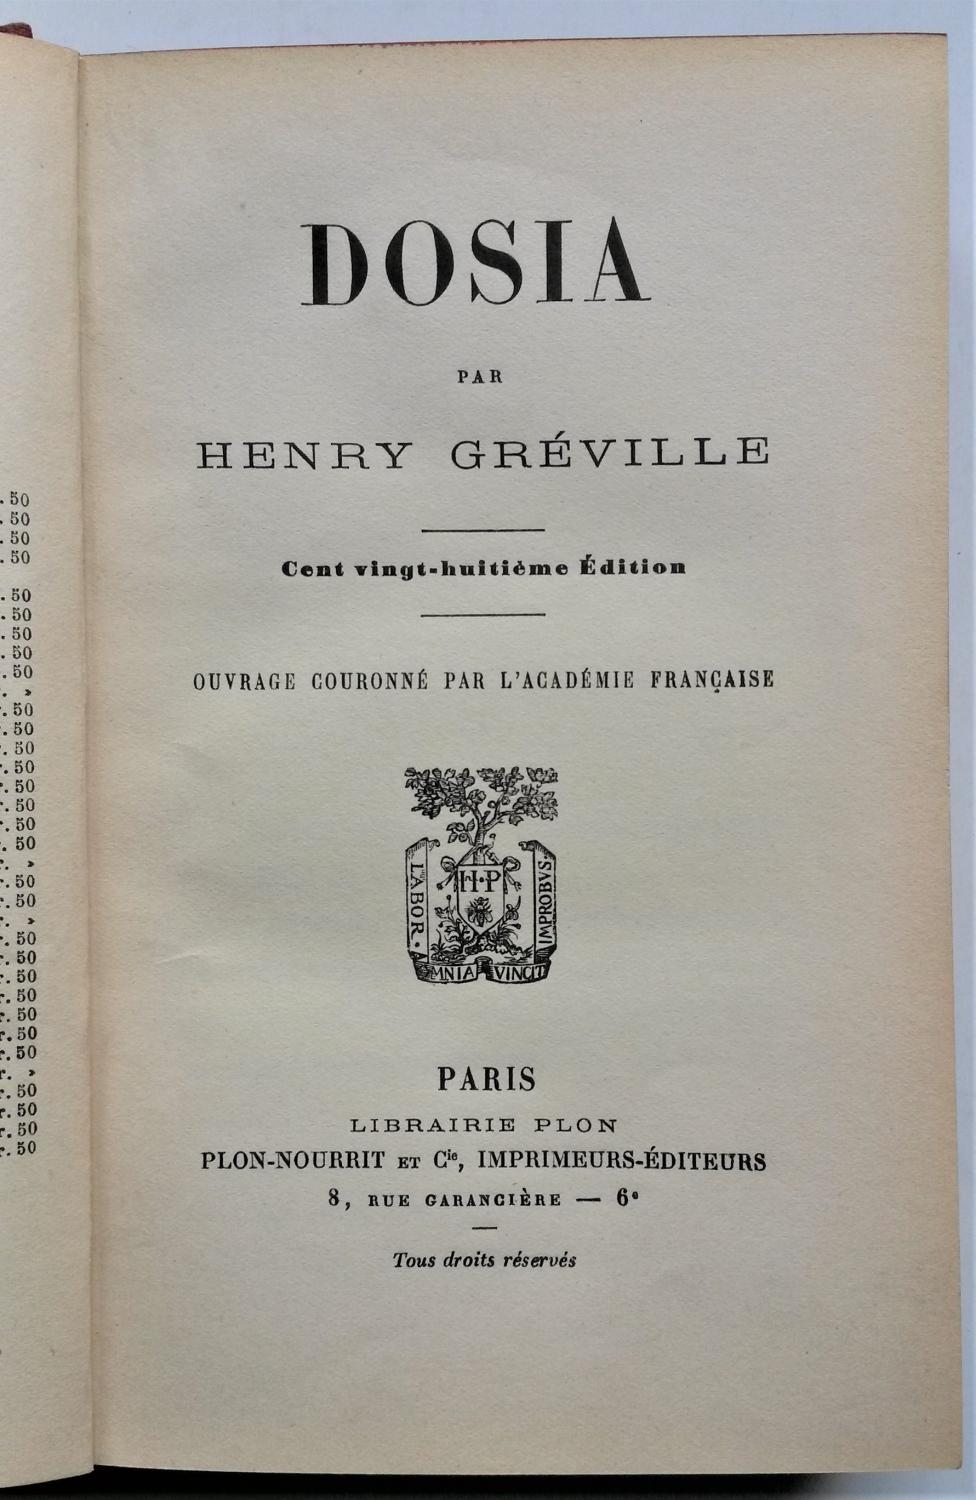 DOSIA
PAR
HENRY GRÉVILLE
Cent vingt-huitième Édition
OUVRAGE COURONNÉ PAR L'ACADÉMIE FRANÇAISE
LABOR.
H·P
IMPROBVS.
OMNIA VINCIT
PARIS
LIBRAIRIE PLON
PLON-NOURRIT ET Cie, IMPRIMEURS-ÉDITEURS
8, RUE GARANCIÈRE — 6e
Tous droits réservés